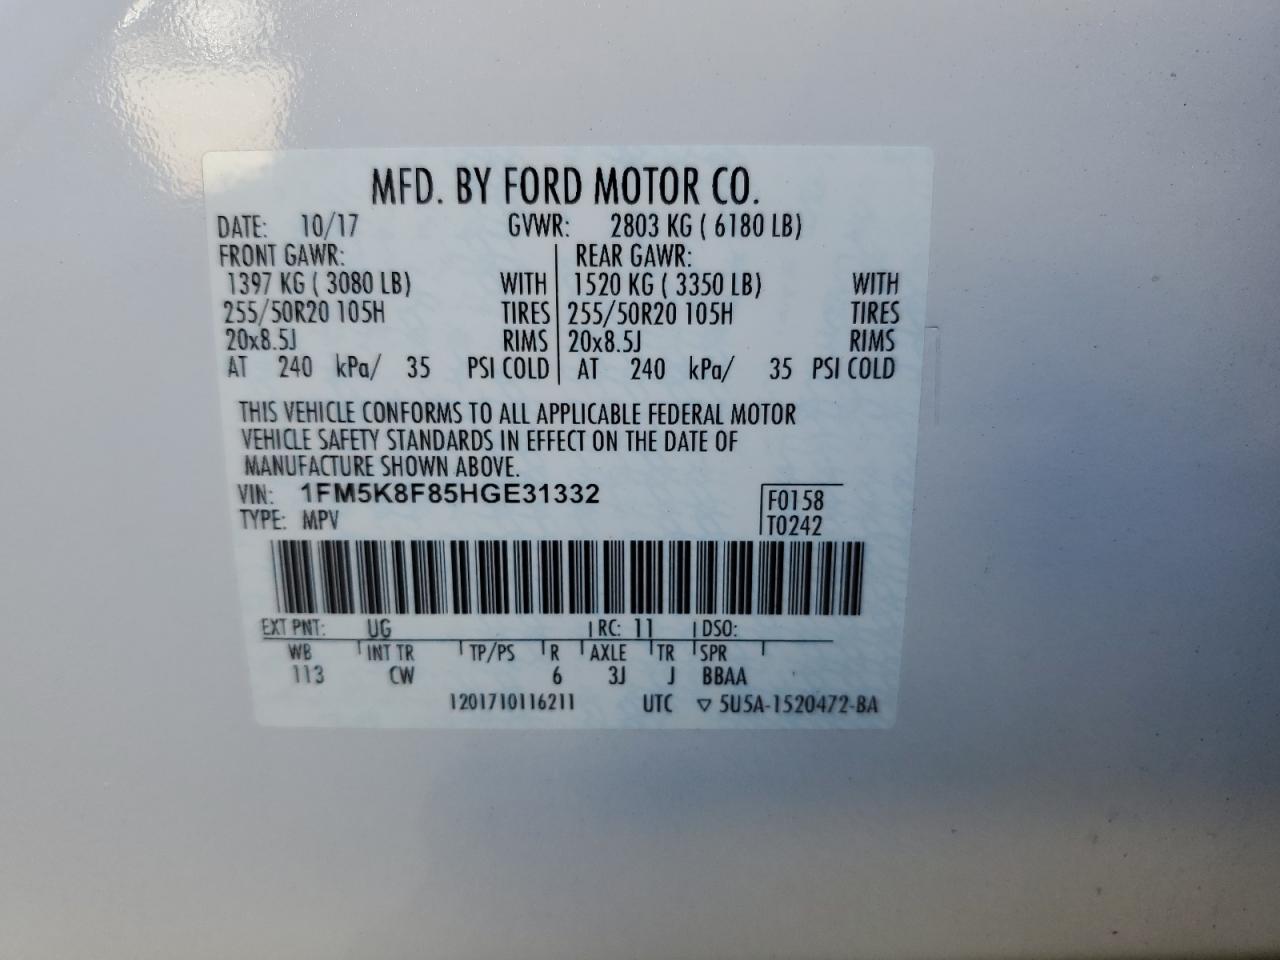 MFD. BY FORD MOTOR CO.
DATE: 10/17 GVWR: 2803 KG ( 6180 LB)
FRONT GAWR: REAR GAWR:
1397 KG ( 3080 LB) WITH 1520 KG ( 3350 LB) WITH
255/50R20 105H TIRES 255/50R20 105H TIRES
20x8.5J RIMS 20x8.5J RIMS
AT 240 kPa/ 35 PSI COLD AT 240 kPa/ 35 PSI COLD
THIS VEHICLE CONFORMS TO ALL APPLICABLE FEDERAL MOTOR
VEHICLE SAFETY STANDARDS IN EFFECT ON THE DATE OF
MANUFACTURE SHOWN ABOVE.
VIN: 1FM5K8F85HGE31332 F0158
TYPE: MPV T0242
EXT PNT: UG RC: 11 DSO:
WB INT TR TP/PS R AXLE TR SPR
113 CW 6 3J J BBAA
1201710116211 UTC ▽ 5U5A-1520472-BA